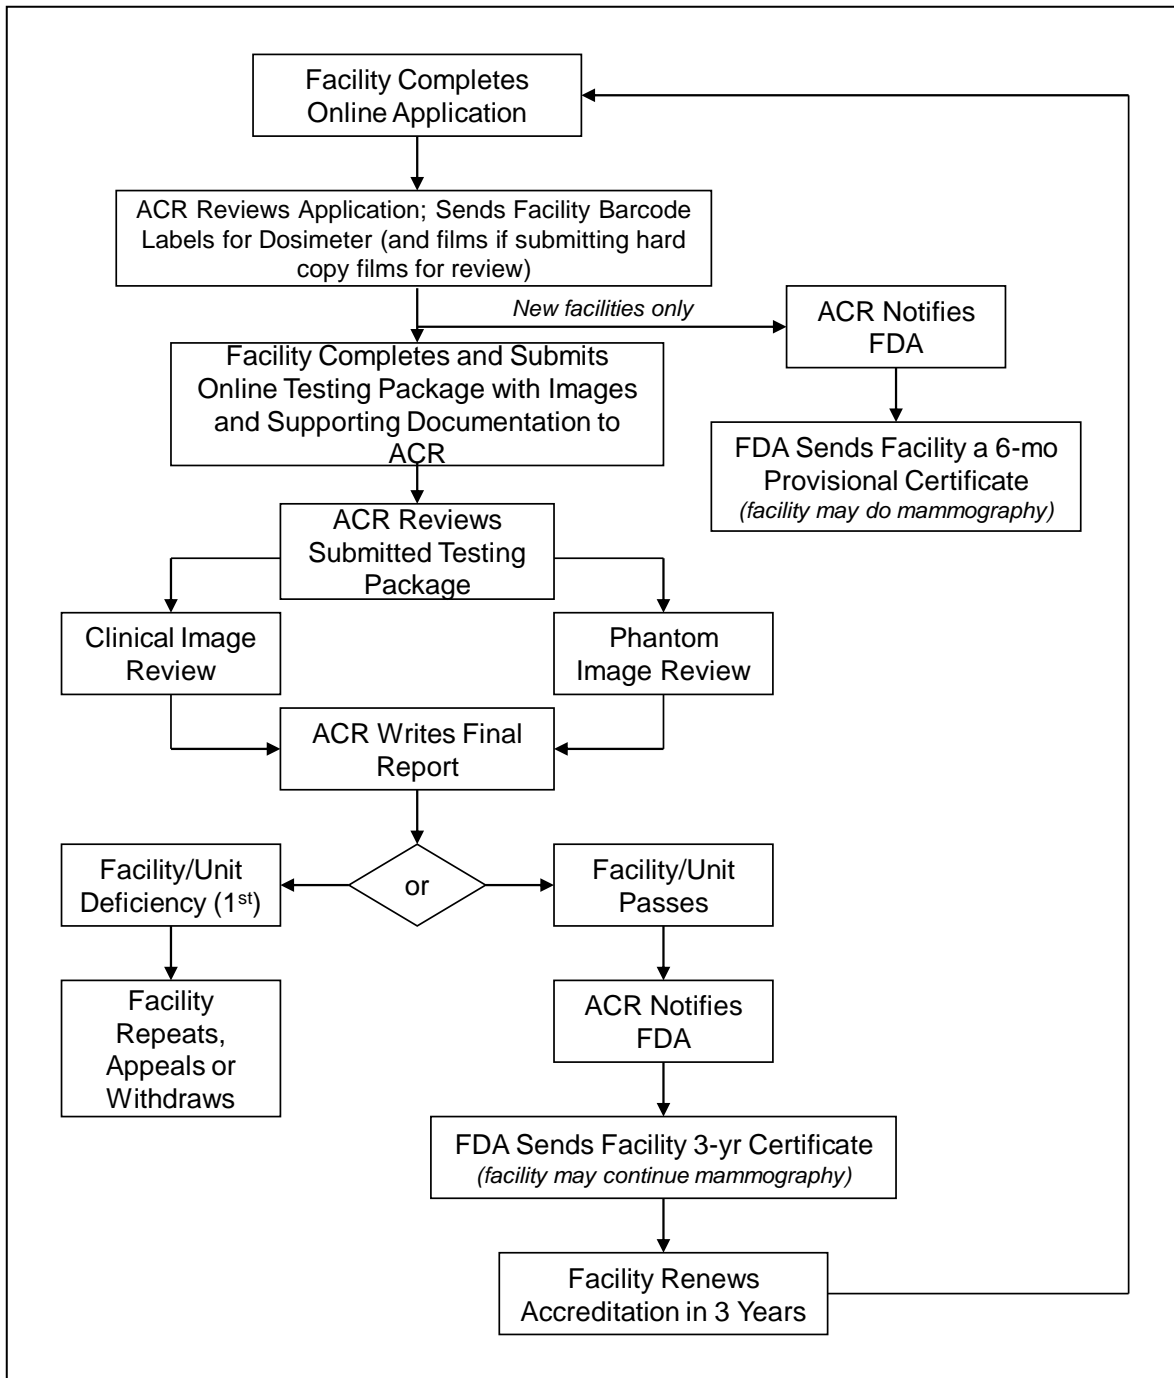 Facility Completes
Online Application
ACR Reviews Application; Sends Facility Barcode
Labels for Dosimeter (and films if submitting hard
copy films for review)
New facilities only
ACR Notifies
FDA
Facility Completes and Submits
Online Testing Package with Images
and Supporting Documentation to
ACR
FDA Sends Facility a 6-mo
Provisional Certificate
(facility may do mammography)
ACR Reviews
Submitted Testing
Package
Clinical Image
Review
Phantom
Image Review
ACR Writes Final
Report
Facility/Unit
Deficiency (1st)
or
Facility/Unit
Passes
Facility
Repeats,
Appeals or
Withdraws
ACR Notifies
FDA
FDA Sends Facility 3-yr Certificate
(facility may continue mammography)
Facility Renews
Accreditation in 3 Years